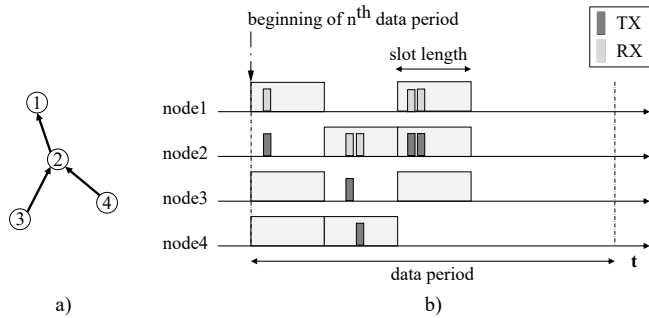 beginning of nth data period
TX
RX
slot length
1
2
3
4
node1
node2
node3
node4
data period
t
a)
b)